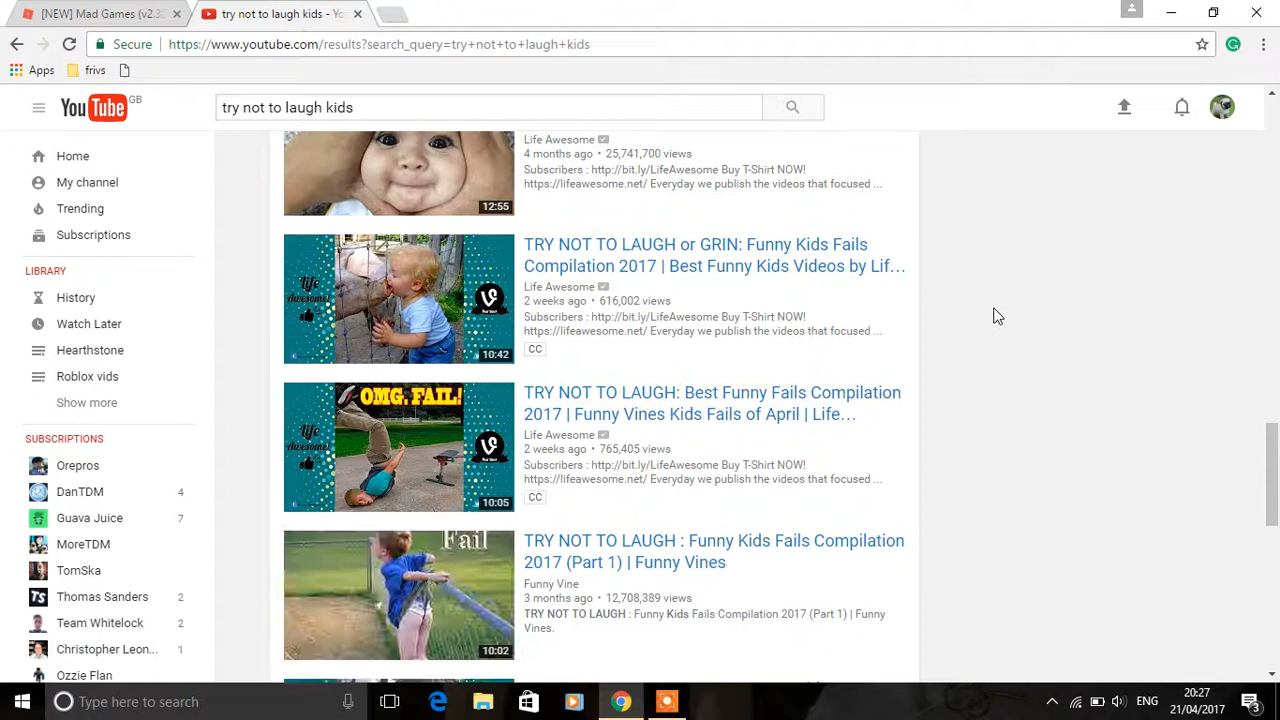 [NEW] Mad Games (v2.3
try not to laugh kids - Yo
Secure
https://www.youtube.com/results?search_query=try+not+to+laugh+kids
Apps
frivs
YouTube GB
try not to laugh kids
Home
My channel
Trending
Subscriptions
LIBRARY
History
Watch Later
Hearthstone
Roblox vids
Show more
SUBSCRIPTIONS
Orepros
DanTDM 4
Guava Juice 7
MoreTDM
TomSka
Thomas Sanders 2
Team Whitelock 2
Christopher Leon... 1
Ozzie Flan
12:55
Life Awesome
4 months ago • 25,741,700 views
Subscribers : http://bit.ly/LifeAwesome Buy T-Shirt NOW!
https://lifeawesome.net/ Everyday we publish the videos that focused ...
Life
Awesome!
10:42
TRY NOT TO LAUGH or GRIN: Funny Kids Fails
Compilation 2017 | Best Funny Kids Videos by Lif...
Life Awesome
2 weeks ago • 616,002 views
Subscribers : http://bit.ly/LifeAwesome Buy T-Shirt NOW!
https://lifeawesome.net/ Everyday we publish the videos that focused ...
CC
OMG, FAIL!
Life
Awesome!
10:05
TRY NOT TO LAUGH: Best Funny Fails Compilation
2017 | Funny Vines Kids Fails of April | Life...
Life Awesome
2 weeks ago • 765,405 views
Subscribers : http://bit.ly/LifeAwesome Buy T-Shirt NOW!
https://lifeawesome.net/ Everyday we publish the videos that focused ...
CC
Fail
10:02
TRY NOT TO LAUGH : Funny Kids Fails Compilation
2017 (Part 1) | Funny Vines
Funny Vine
3 months ago • 12,708,389 views
TRY NOT TO LAUGH : Funny Kids Fails Compilation 2017 (Part 1) | Funny
Vines.
Type here to search
ENG
20:27
21/04/2017
3